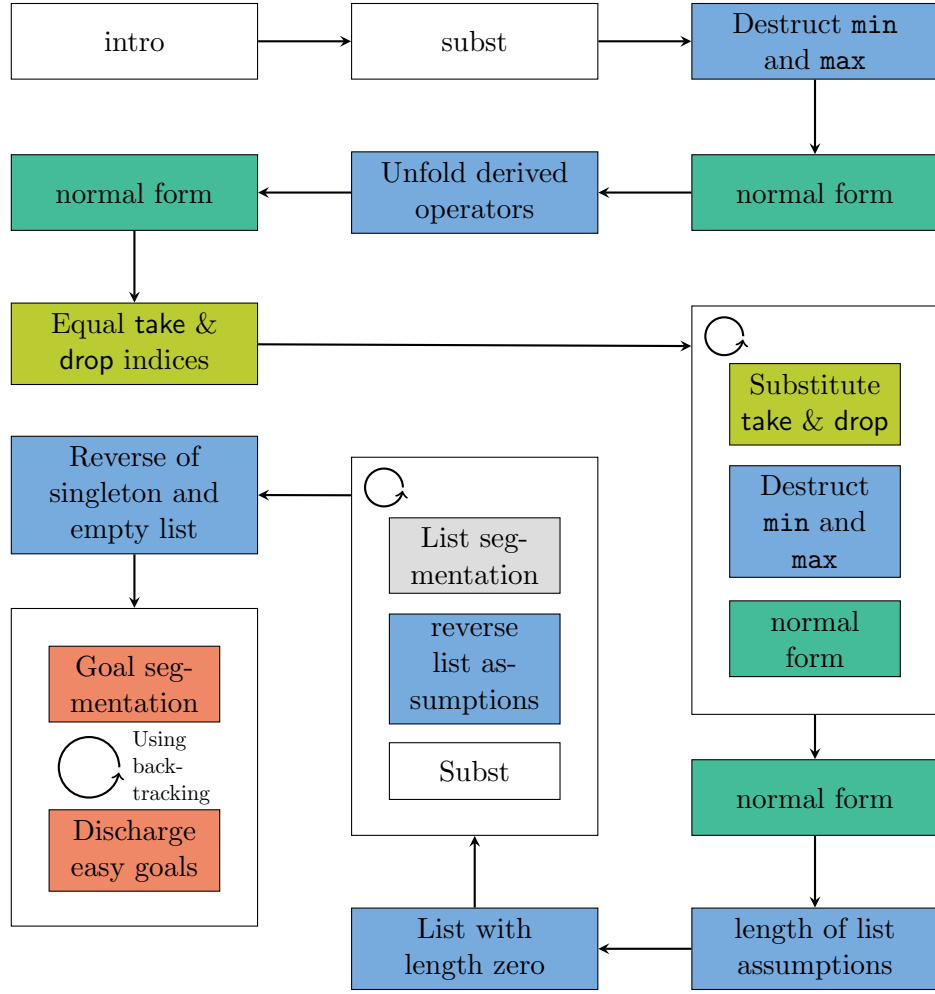 intro
subst
Destruct min
and max
normal form
Unfold derived
operators
normal form
Equal take &
drop indices
Substitute
take & drop
Destruct
min and
max
normal
form
Reverse of
singleton and
empty list
List seg-
mentation
reverse
list as-
sumptions
Subst
Goal seg-
mentation
Using
back-
tracking
Discharge
easy goals
normal form
List with
length zero
length of list
assumptions